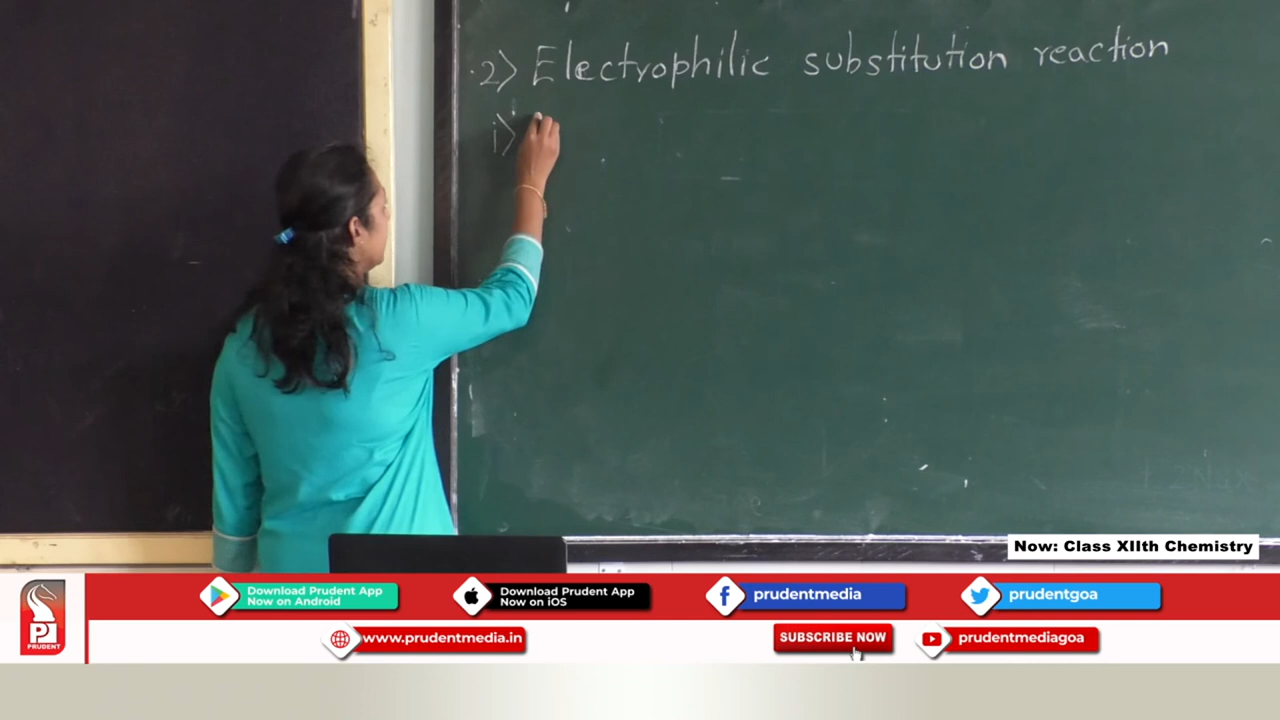 2> Electrophilic substitution reaction
i>
Now: Class XIIth Chemistry
Download Prudent App
Now on Android
Download Prudent App
Now on iOS
prudentmedia
prudentgoa
PRUDENT
www.prudentmedia.in
SUBSCRIBE NOW
prudentmediagoa